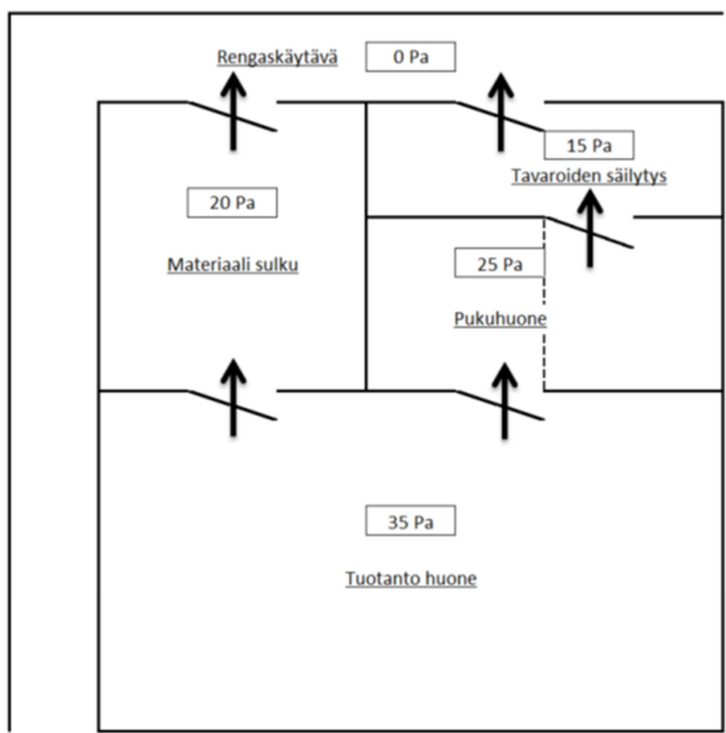 Rengaskäytävä
0 Pa
15 Pa
Tavaroiden säilytys
20 Pa
Materiaali sulku
25 Pa
Pukuhuone
35 Pa
Tuotanto huone